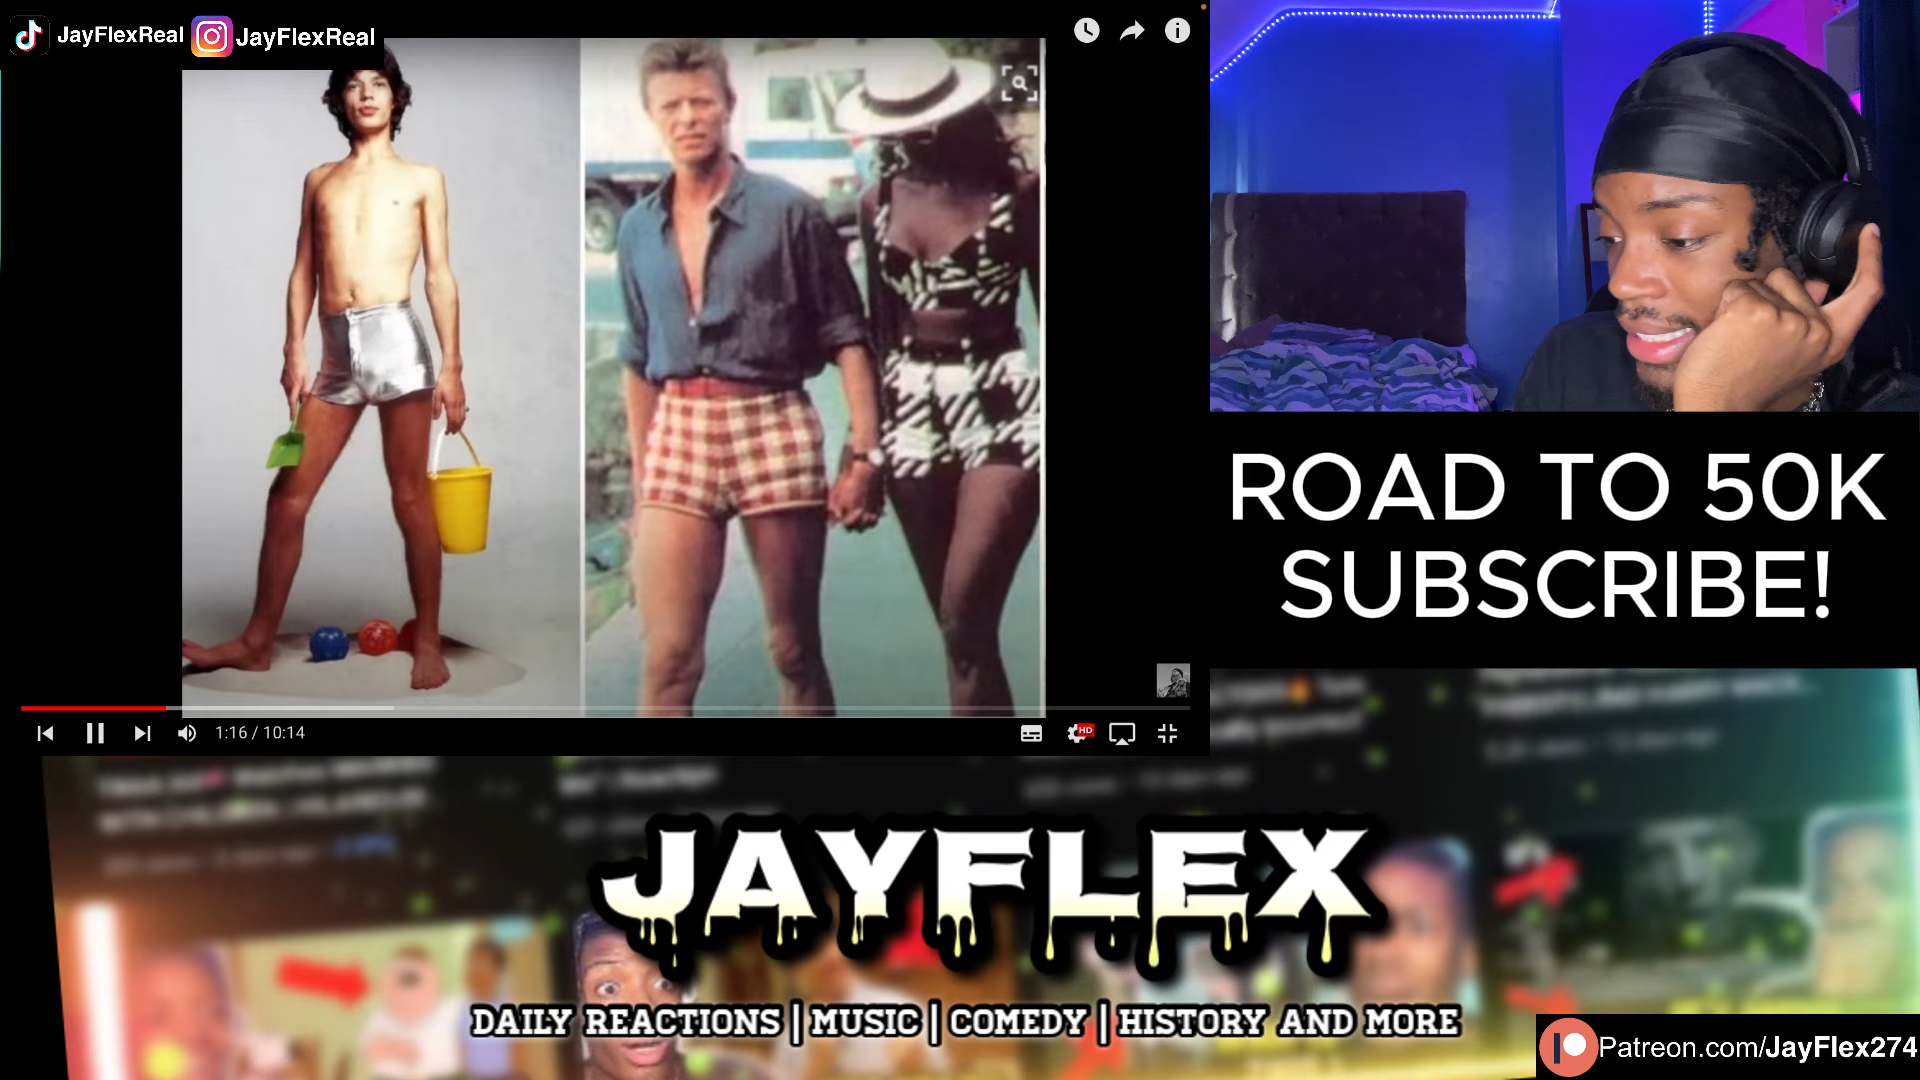 JayFlexReal
JayFlexReal
ROAD TO 50K
SUBSCRIBE!
HD
1:16 / 10:14
JAYFLEX
DAILY REACTIONS | MUSIC | COMEDY | HISTORY AND MORE
Patreon.com/JayFlex274